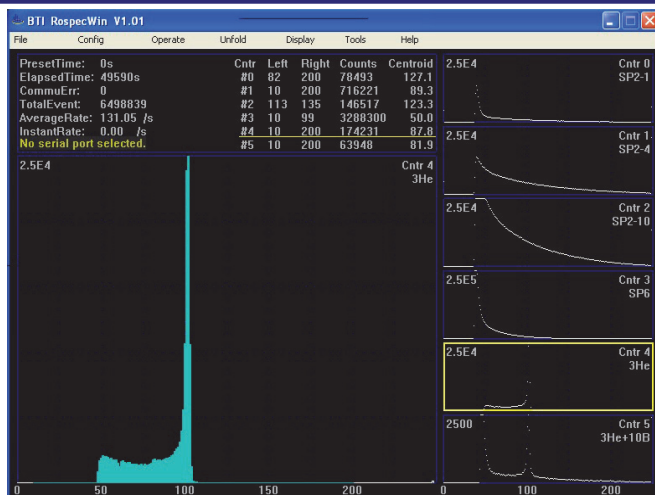 BTI RospecWin V1.01
File Config Operate Unfold Display Tools Help
PresetTime: 0s
ElapsedTime: 49590s
CommuErr: 0
TotalEvent: 6498839
AverageRate: 131.05 /s
InstantRate: 0.00 /s
No serial port selected.
Cntr Left Right Counts Centroid
#0 82 200 78493 127.1
#1 10 200 716221 89.3
#2 113 135 146517 123.3
#3 10 99 3288300 50.0
#4 10 200 174231 87.8
#5 10 200 63948 81.9
2.5E4 Cntr 4
3He
0 50 100 150 200
2.5E4 Cntr 0
SP2-1
2.5E4 Cntr 1
SP2-4
2.5E4 Cntr 2
SP2-10
2.5E5 Cntr 3
SP6
2.5E4 Cntr 4
3He
2500 Cntr 5
3He+10B
0 100 200